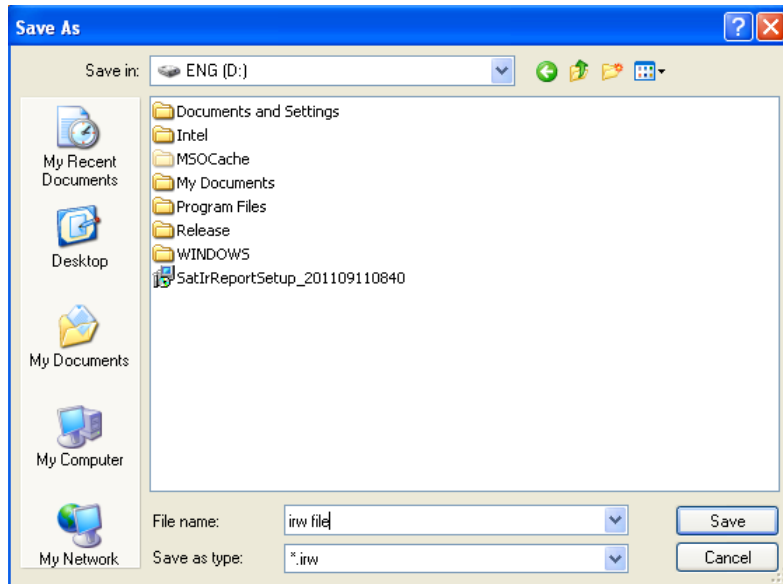 Save As
Save in: ENG (D:)
My Recent
Documents
Desktop
My Documents
My Computer
My Network
Documents and Settings
Intel
MSOCache
My Documents
Program Files
Release
WINDOWS
SatIrReportSetup_201109110840
File name: irw file Save
Save as type: *.irw Cancel